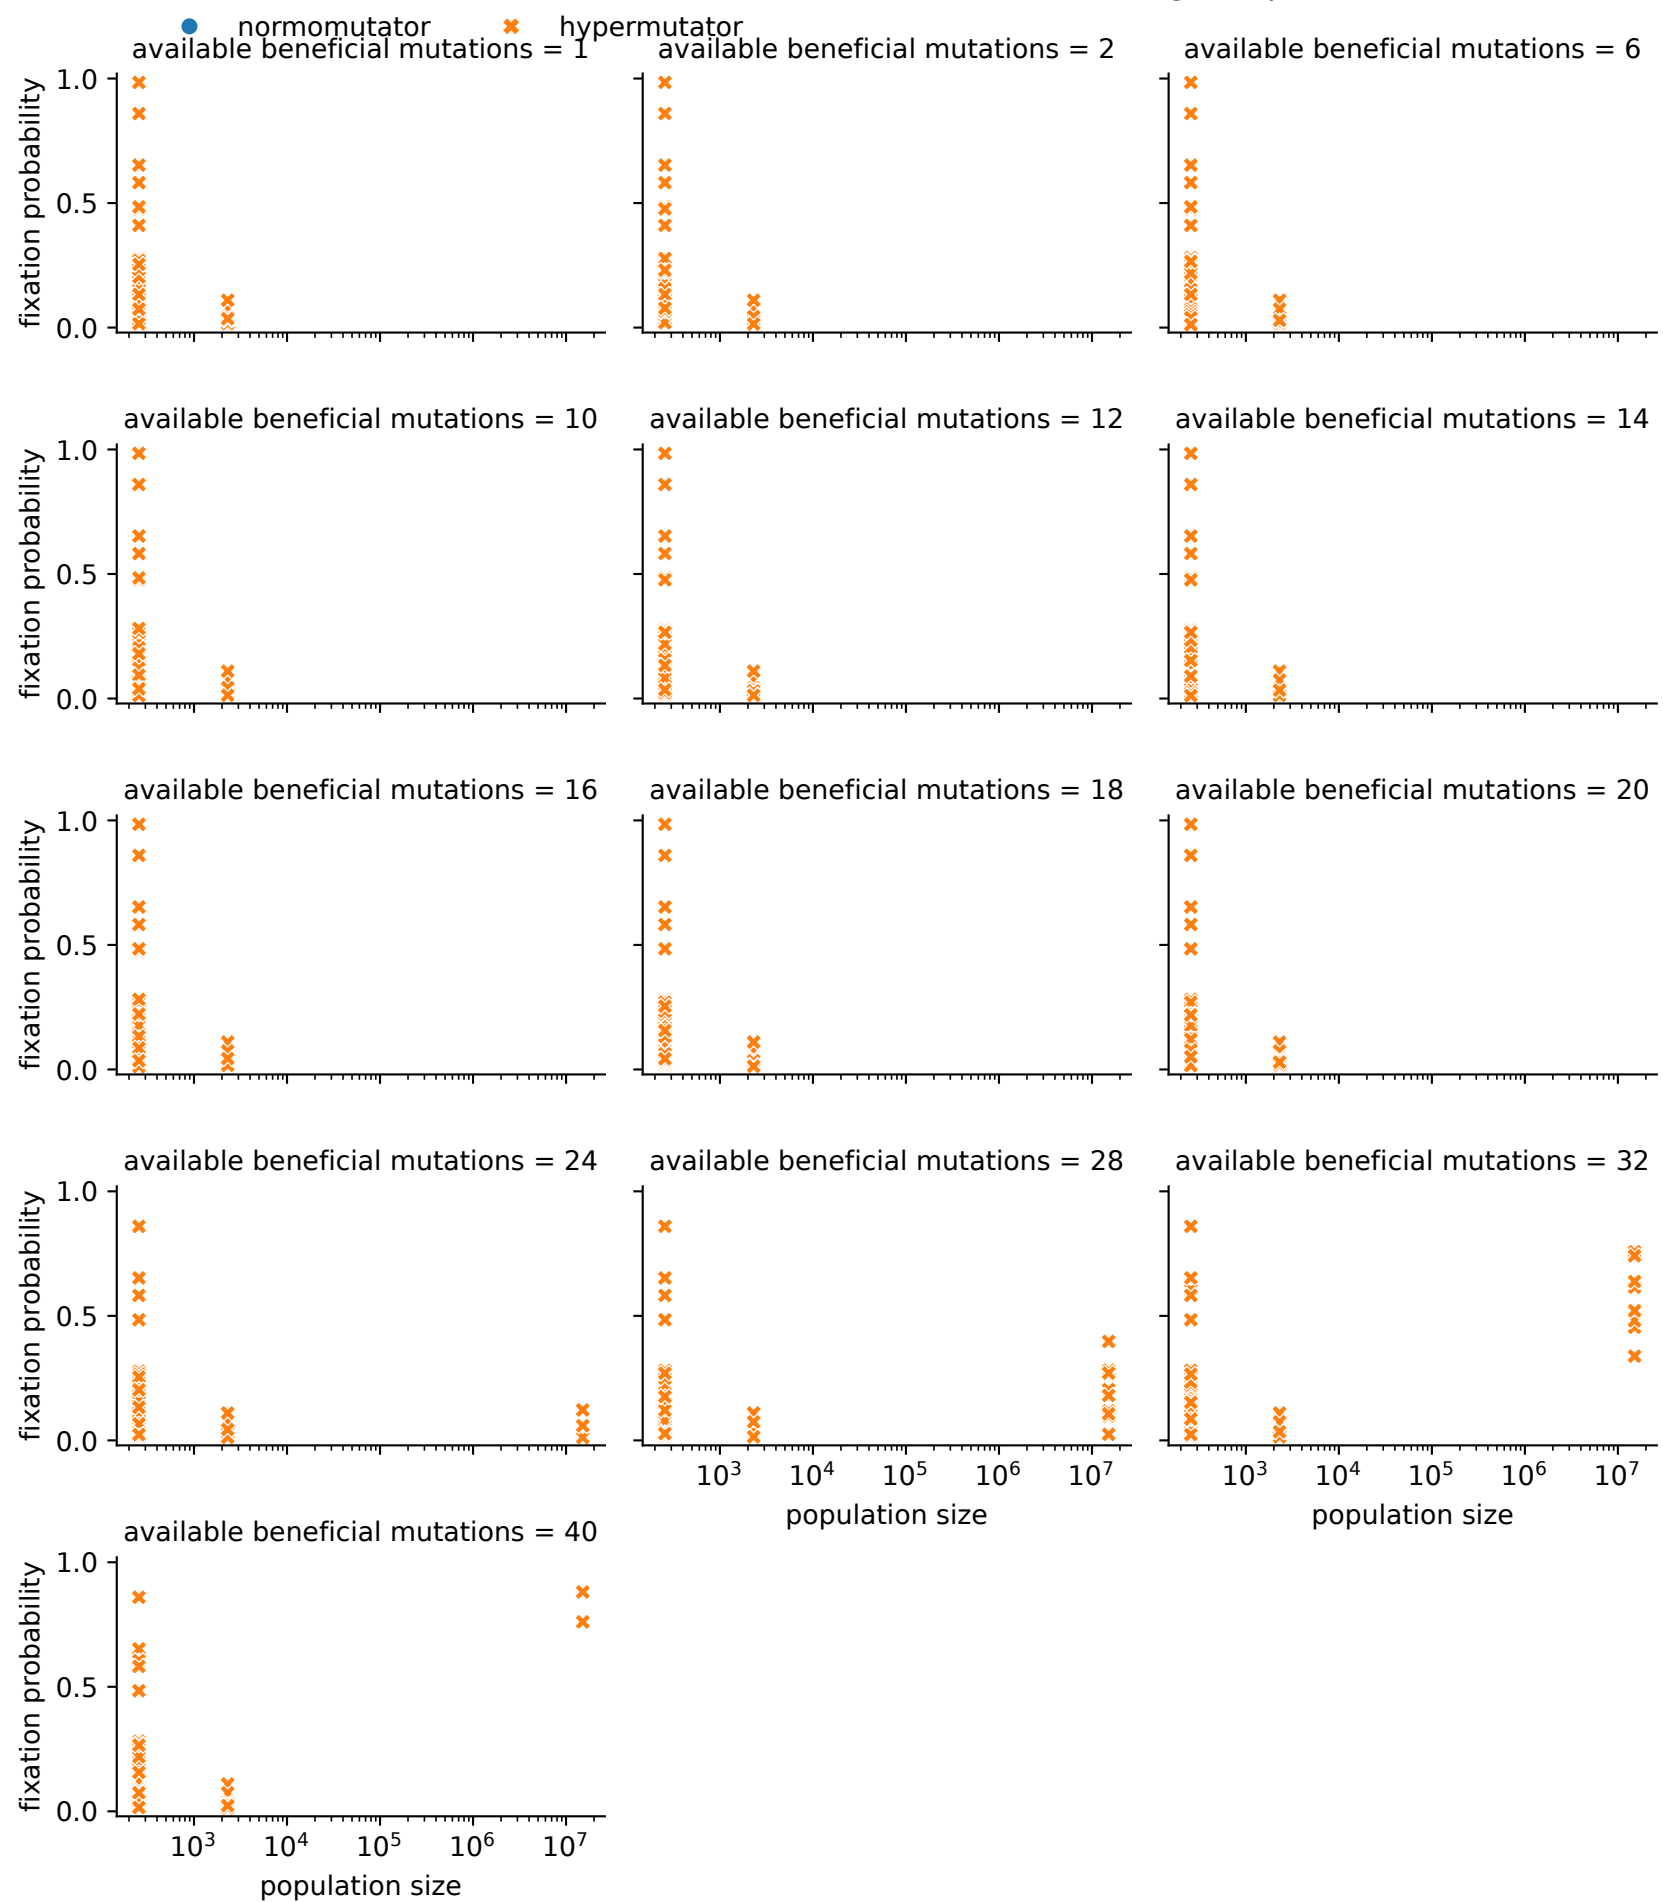 normomutator hypermutator
available beneficial mutations = 1 available beneficial mutations = 2 available beneficial mutations = 6
fixation probability
1.0
0.5
0.0
available beneficial mutations = 10 available beneficial mutations = 12 available beneficial mutations = 14
fixation probability
1.0
0.5
0.0
available beneficial mutations = 16 available beneficial mutations = 18 available beneficial mutations = 20
fixation probability
1.0
0.5
0.0
available beneficial mutations = 24 available beneficial mutations = 28 available beneficial mutations = 32
fixation probability
1.0
0.5
0.0
10³ 10⁴ 10⁵ 10⁶ 10⁷ 10³ 10⁴ 10⁵ 10⁶ 10⁷
population size population size
available beneficial mutations = 40
fixation probability
1.0
0.5
0.0
10³ 10⁴ 10⁵ 10⁶ 10⁷
population size